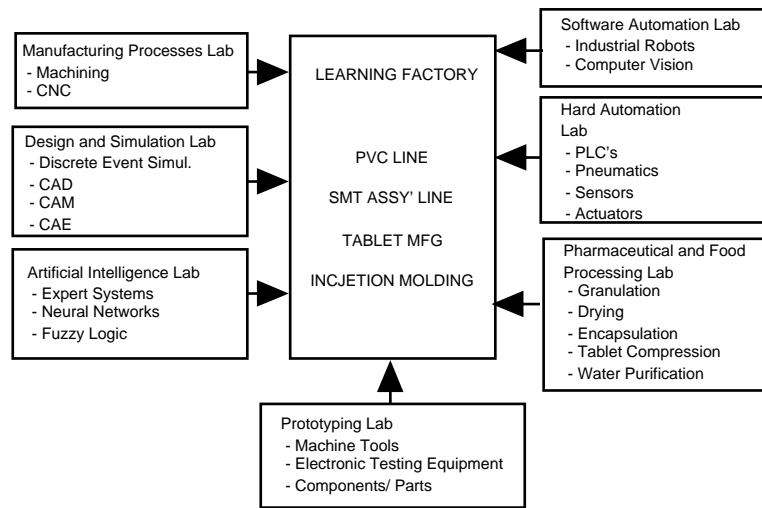 Manufacturing Processes Lab
- Machining
- CNC
Design and Simulation Lab
- Discrete Event Simul.
- CAD
- CAM
- CAE
Artificial Intelligence Lab
- Expert Systems
- Neural Networks
- Fuzzy Logic
LEARNING FACTORY
PVC LINE
SMT ASSY' LINE
TABLET MFG
INCJETION MOLDING
Software Automation Lab
- Industrial Robots
- Computer Vision
Hard Automation
Lab
- PLC's
- Pneumatics
- Sensors
- Actuators
Pharmaceutical and Food
Processing Lab
- Granulation
- Drying
- Encapsulation
- Tablet Compression
- Water Purification
Prototyping Lab
- Machine Tools
- Electronic Testing Equipment
- Components/ Parts